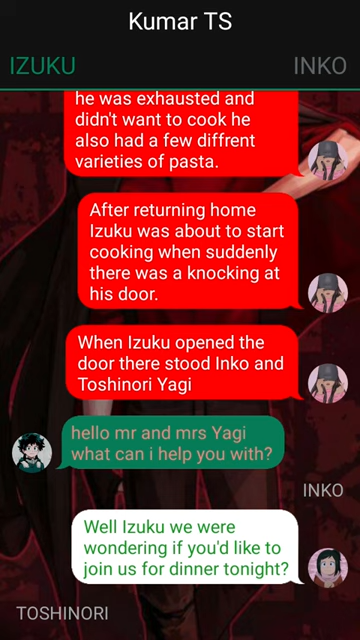 Kumar TS
IZUKU
INKO
he was exhausted and
didn't want to cook he
also had a few diffrent
varieties of pasta.
After returning home
Izuku was about to start
cooking when suddenly
there was a knocking at
his door.
When Izuku opened the
door there stood Inko and
Toshinori Yagi
hello mr and mrs Yagi
what can i help you with?
INKO
Well Izuku we were
wondering if you'd like to
join us for dinner tonight?
TOSHINORI